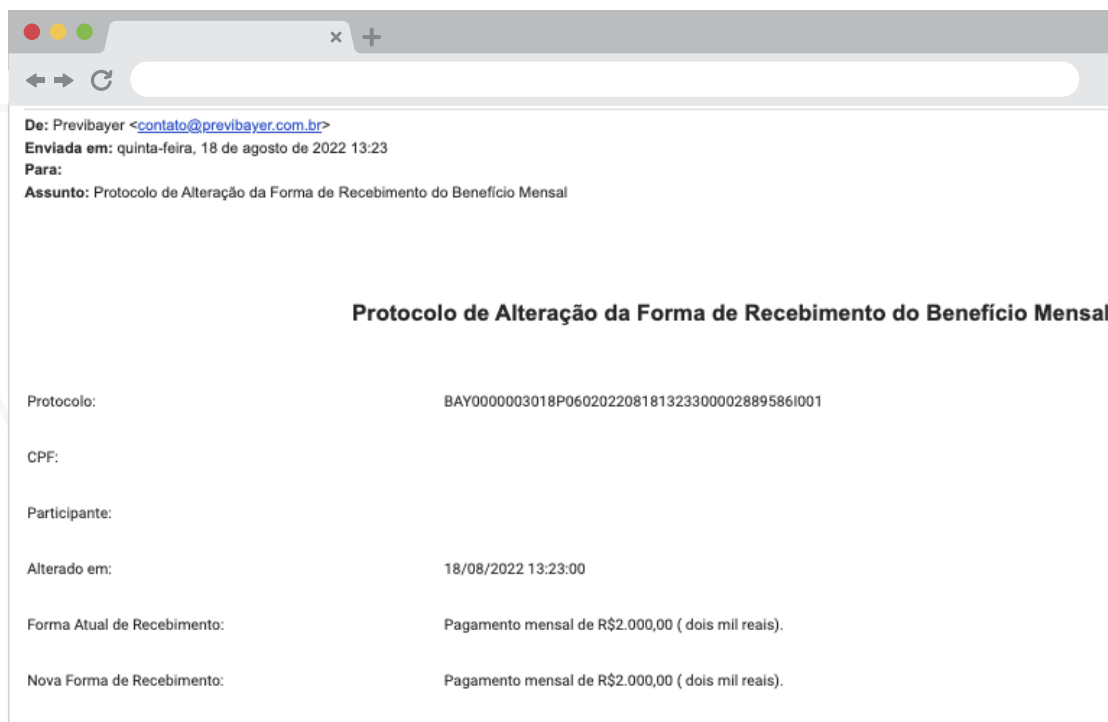 De: Previbayer <contato@previbayer.com.br>
Enviada em: quinta-feira, 18 de agosto de 2022 13:23
Para:
Assunto: Protocolo de Alteração da Forma de Recebimento do Benefício Mensal
Protocolo de Alteração da Forma de Recebimento do Benefício Mensal
Protocolo: BAY0000003018P060202208181323300002889586I001
CPF:
Participante:
Alterado em: 18/08/2022 13:23:00
Forma Atual de Recebimento: Pagamento mensal de R$2.000,00 ( dois mil reais).
Nova Forma de Recebimento: Pagamento mensal de R$2.000,00 ( dois mil reais).